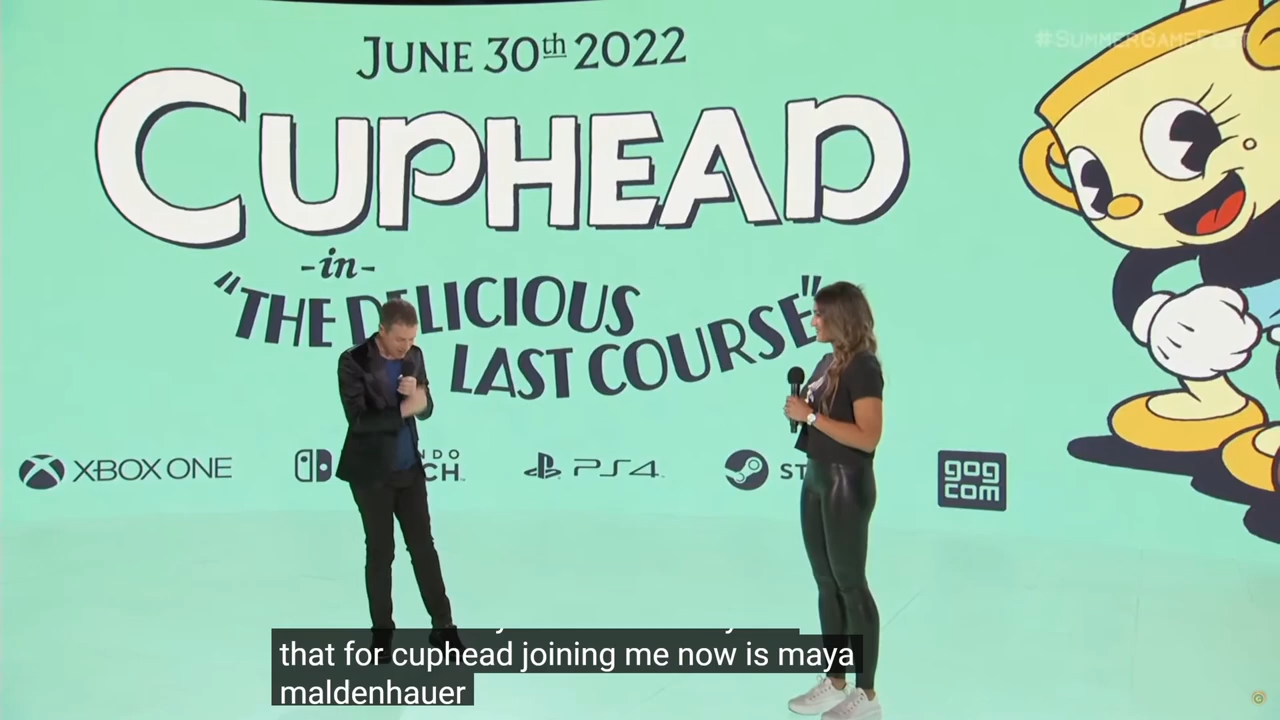 #SUMMERGAMEFEST
JUNE 30th 2022
CUPHEAD
-in-
"THE DELICIOUS
LAST COURSE"
XBOX ONE
PS4
gog
com
that for cuphead joining me now is maya
maldenhauer